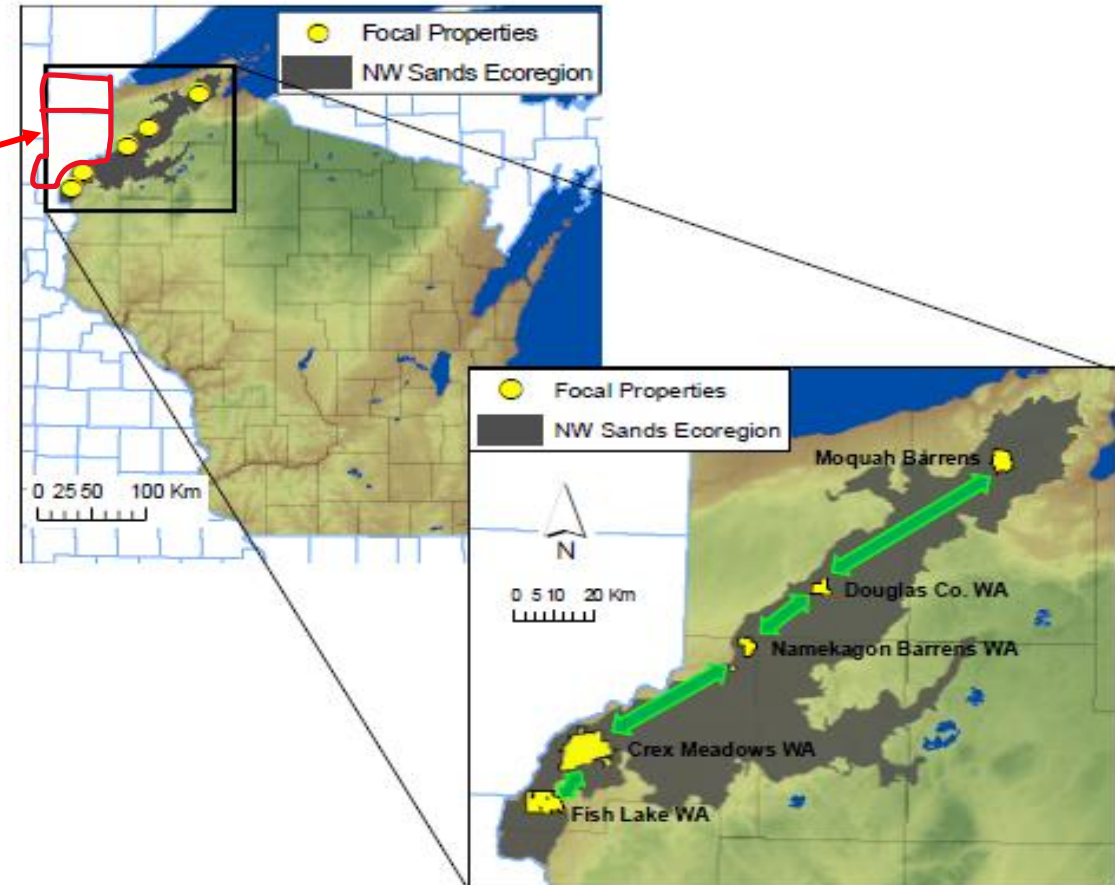 Focal Properties
NW Sands Ecoregion
0 25 50 100 Km
Focal Properties
NW Sands Ecoregion
Moquah Barrens
N
0 5 10 20 Km
Douglas Co. WA
Namekagon Barrens WA
Crex Meadows WA
Fish Lake WA